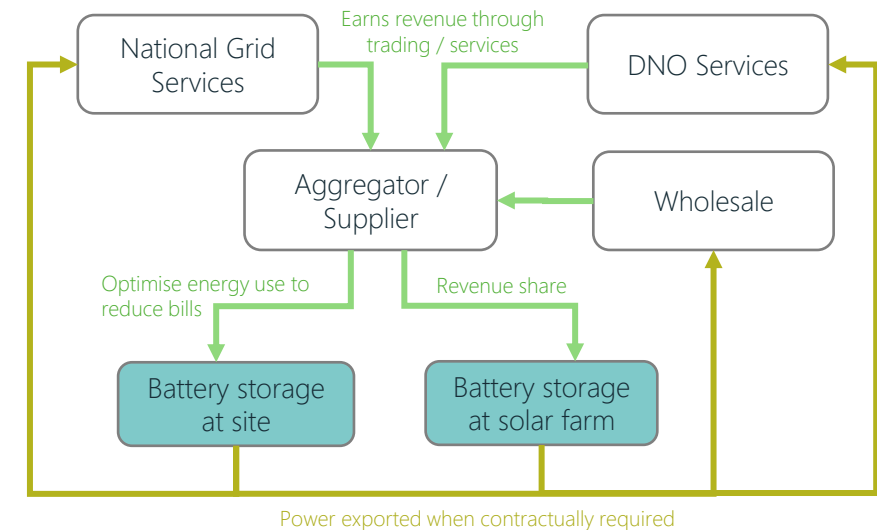 Earns revenue through
trading / services
National Grid
Services
DNO Services
Aggregator /
Supplier
Wholesale
Optimise energy use to
reduce bills
Revenue share
Battery storage
at site
Battery storage
at solar farm
Power exported when contractually required